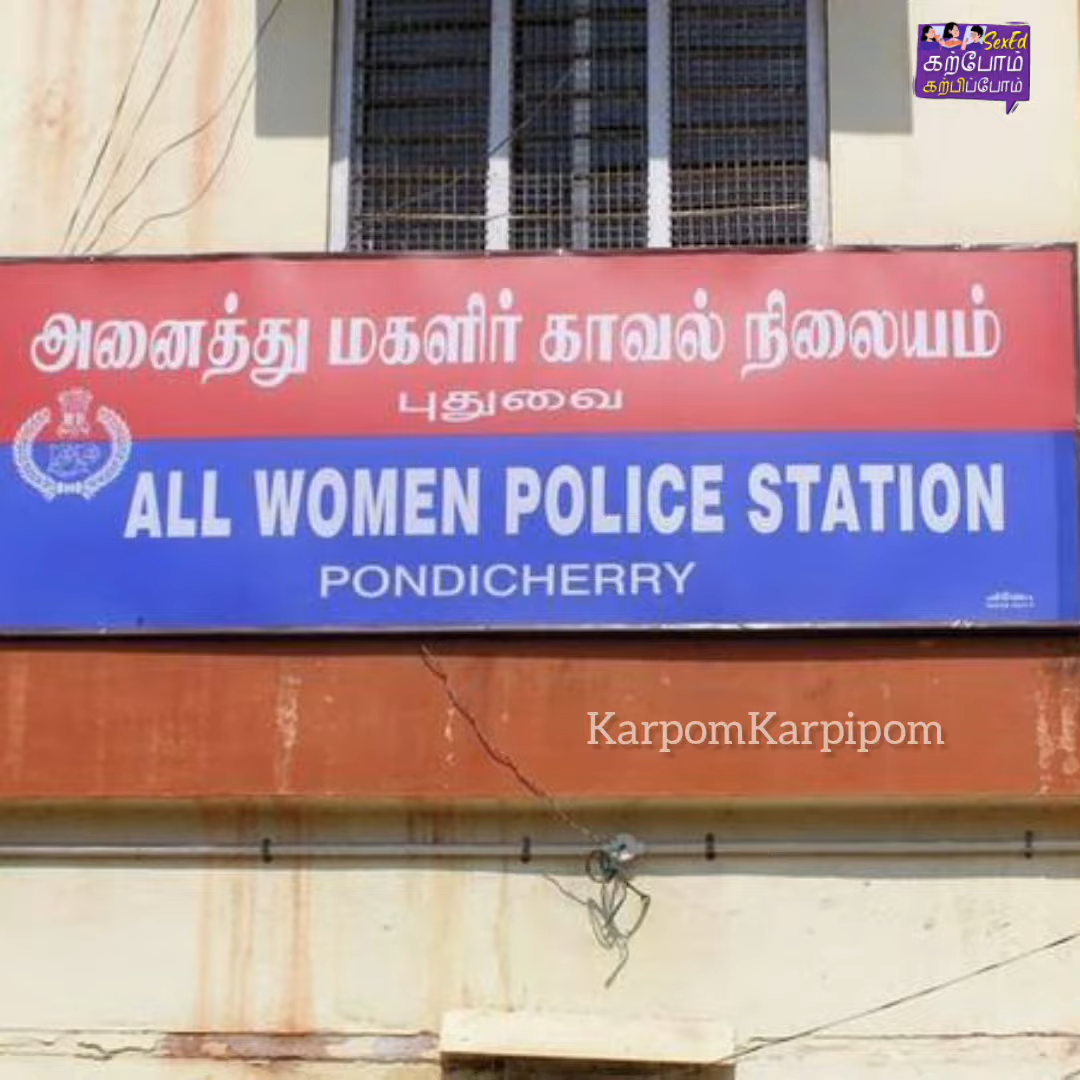 SexEd
கற்போம்
கற்பிப்போம்
அனைத்து மகளிர் காவல் நிலையம்
புதுவை
ALL WOMEN POLICE STATION
PONDICHERRY
KarpomKarpipom